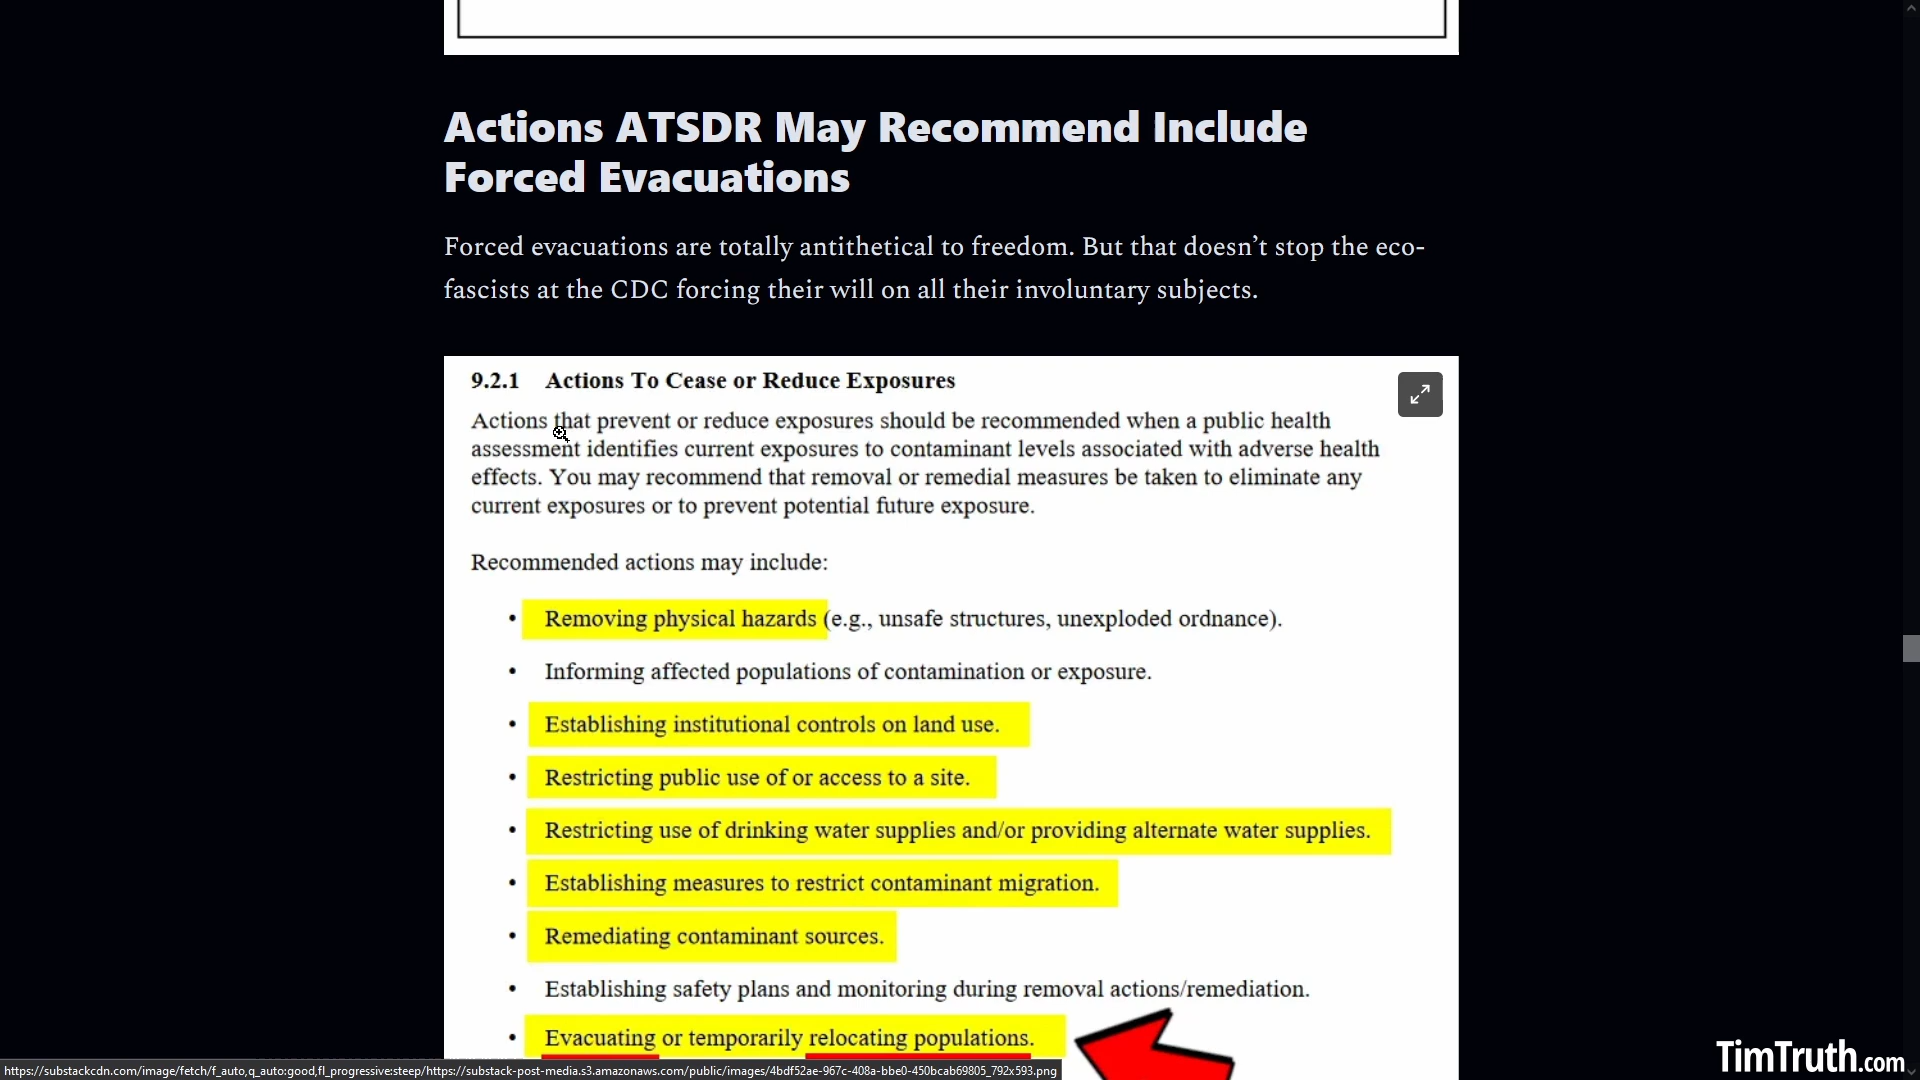 Actions ATSDR May Recommend Include
Forced Evacuations
Forced evacuations are totally antithetical to freedom. But that doesn’t stop the eco-
fascists at the CDC forcing their will on all their involuntary subjects.
9.2.1 Actions To Cease or Reduce Exposures
Actions that prevent or reduce exposures should be recommended when a public health
assessment identifies current exposures to contaminant levels associated with adverse health
effects. You may recommend that removal or remedial measures be taken to eliminate any
current exposures or to prevent potential future exposure.
Recommended actions may include:
• Removing physical hazards (e.g., unsafe structures, unexploded ordnance).
• Informing affected populations of contamination or exposure.
• Establishing institutional controls on land use.
• Restricting public use of or access to a site.
• Restricting use of drinking water supplies and/or providing alternate water supplies.
• Establishing measures to restrict contaminant migration.
• Remediating contaminant sources.
• Establishing safety plans and monitoring during removal actions/remediation.
• Evacuating or temporarily relocating populations.
TimTruth.com
https://substackcdn.com/image/fetch/f_auto,q_auto:good,fl_progressive:steep/https://substack-post-media.s3.amazonaws.com/public/images/4bdf52ae-967c-408a-bbe0-450bcab69805_792x593.png